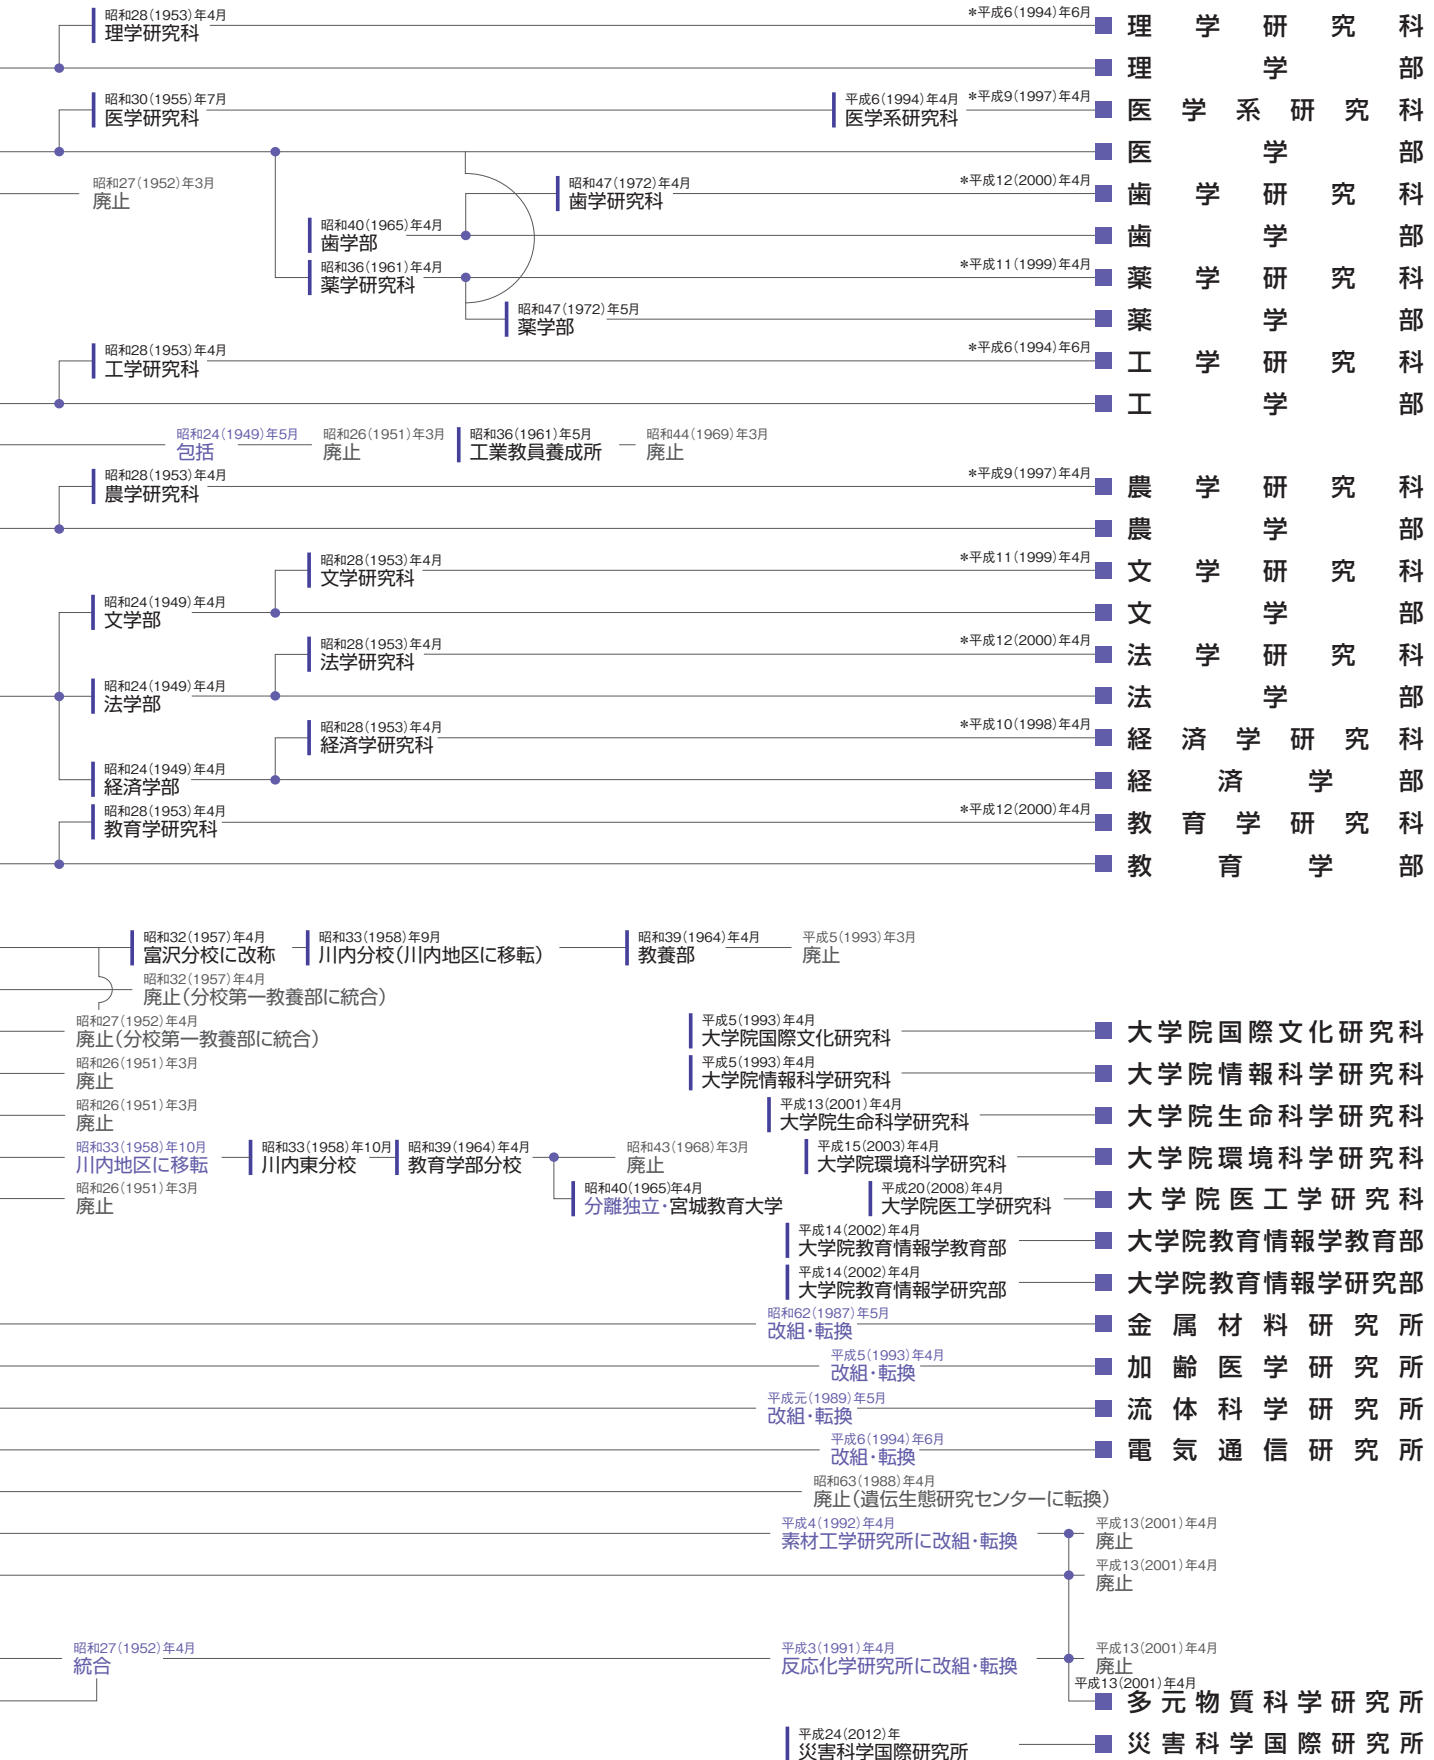 昭和28(1953)年4月
理学研究科
*平成6(1994)年6月
理学研究科
理学部
昭和30(1955)年7月
医学研究科
平成6(1994)年4月
医学系研究科
*平成9(1997)年4月
医学系研究科
医学部
昭和27(1952)年3月
廃止
昭和47(1972)年4月
歯学研究科
*平成12(2000)年4月
歯学研究科
昭和40(1965)年4月
歯学部
歯学部
昭和36(1961)年4月
薬学研究科
*平成11(1999)年4月
薬学研究科
昭和47(1972)年5月
薬学部
薬学部
昭和28(1953)年4月
工学研究科
*平成6(1994)年6月
工学研究科
工学部
昭和24(1949)年5月
包括
昭和26(1951)年3月
廃止
昭和36(1961)年5月
工業教員養成所
昭和44(1969)年3月
廃止
昭和28(1953)年4月
農学研究科
*平成9(1997)年4月
農学研究科
農学部
昭和28(1953)年4月
文学研究科
*平成11(1999)年4月
文学研究科
昭和24(1949)年4月
文学部
文学部
昭和28(1953)年4月
法学研究科
*平成12(2000)年4月
法学研究科
昭和24(1949)年4月
法学部
法学部
昭和28(1953)年4月
経済学研究科
*平成10(1998)年4月
経済学研究科
昭和24(1949)年4月
経済学部
経済学部
昭和28(1953)年4月
教育学研究科
*平成12(2000)年4月
教育学研究科
教育学部
昭和32(1957)年4月
富沢分校に改称
昭和33(1958)年9月
川内分校(川内地区に移転)
昭和39(1964)年4月
教養部
平成5(1993)年3月
廃止
昭和32(1957)年4月
廃止(分校第一教養部に統合)
昭和27(1952)年4月
廃止(分校第一教養部に統合)
平成5(1993)年4月
大学院国際文化研究科
大学院国際文化研究科
昭和26(1951)年3月
廃止
平成5(1993)年4月
大学院情報科学研究科
大学院情報科学研究科
昭和26(1951)年3月
廃止
平成13(2001)年4月
大学院生命科学研究科
大学院生命科学研究科
昭和33(1958)年10月
川内地区に移転
昭和33(1958)年10月
川内東分校
昭和39(1964)年4月
教育学部分校
昭和43(1968)年3月
廃止
平成15(2003)年4月
大学院環境科学研究科
大学院環境科学研究科
昭和26(1951)年3月
廃止
昭和40(1965)年4月
分離独立・宮城教育大学
平成20(2008)年4月
大学院医工学研究科
大学院医工学研究科
平成14(2002)年4月
大学院教育情報学教育部
大学院教育情報学教育部
平成14(2002)年4月
大学院教育情報学研究部
大学院教育情報学研究部
昭和62(1987)年5月
改組・転換
金属材料研究所
平成5(1993)年4月
改組・転換
加齢医学研究所
平成元(1989)年5月
改組・転換
流体科学研究所
平成6(1994)年6月
改組・転換
電気通信研究所
昭和63(1988)年4月
廃止(遺伝生態研究センターに転換)
平成4(1992)年4月
素材工学研究所に改組・転換
平成13(2001)年4月
廃止
平成13(2001)年4月
廃止
昭和27(1952)年4月
統合
平成3(1991)年4月
反応化学研究所に改組・転換
平成13(2001)年4月
廃止
平成13(2001)年4月
多元物質科学研究所
平成24(2012)年
災害科学国際研究所
災害科学国際研究所